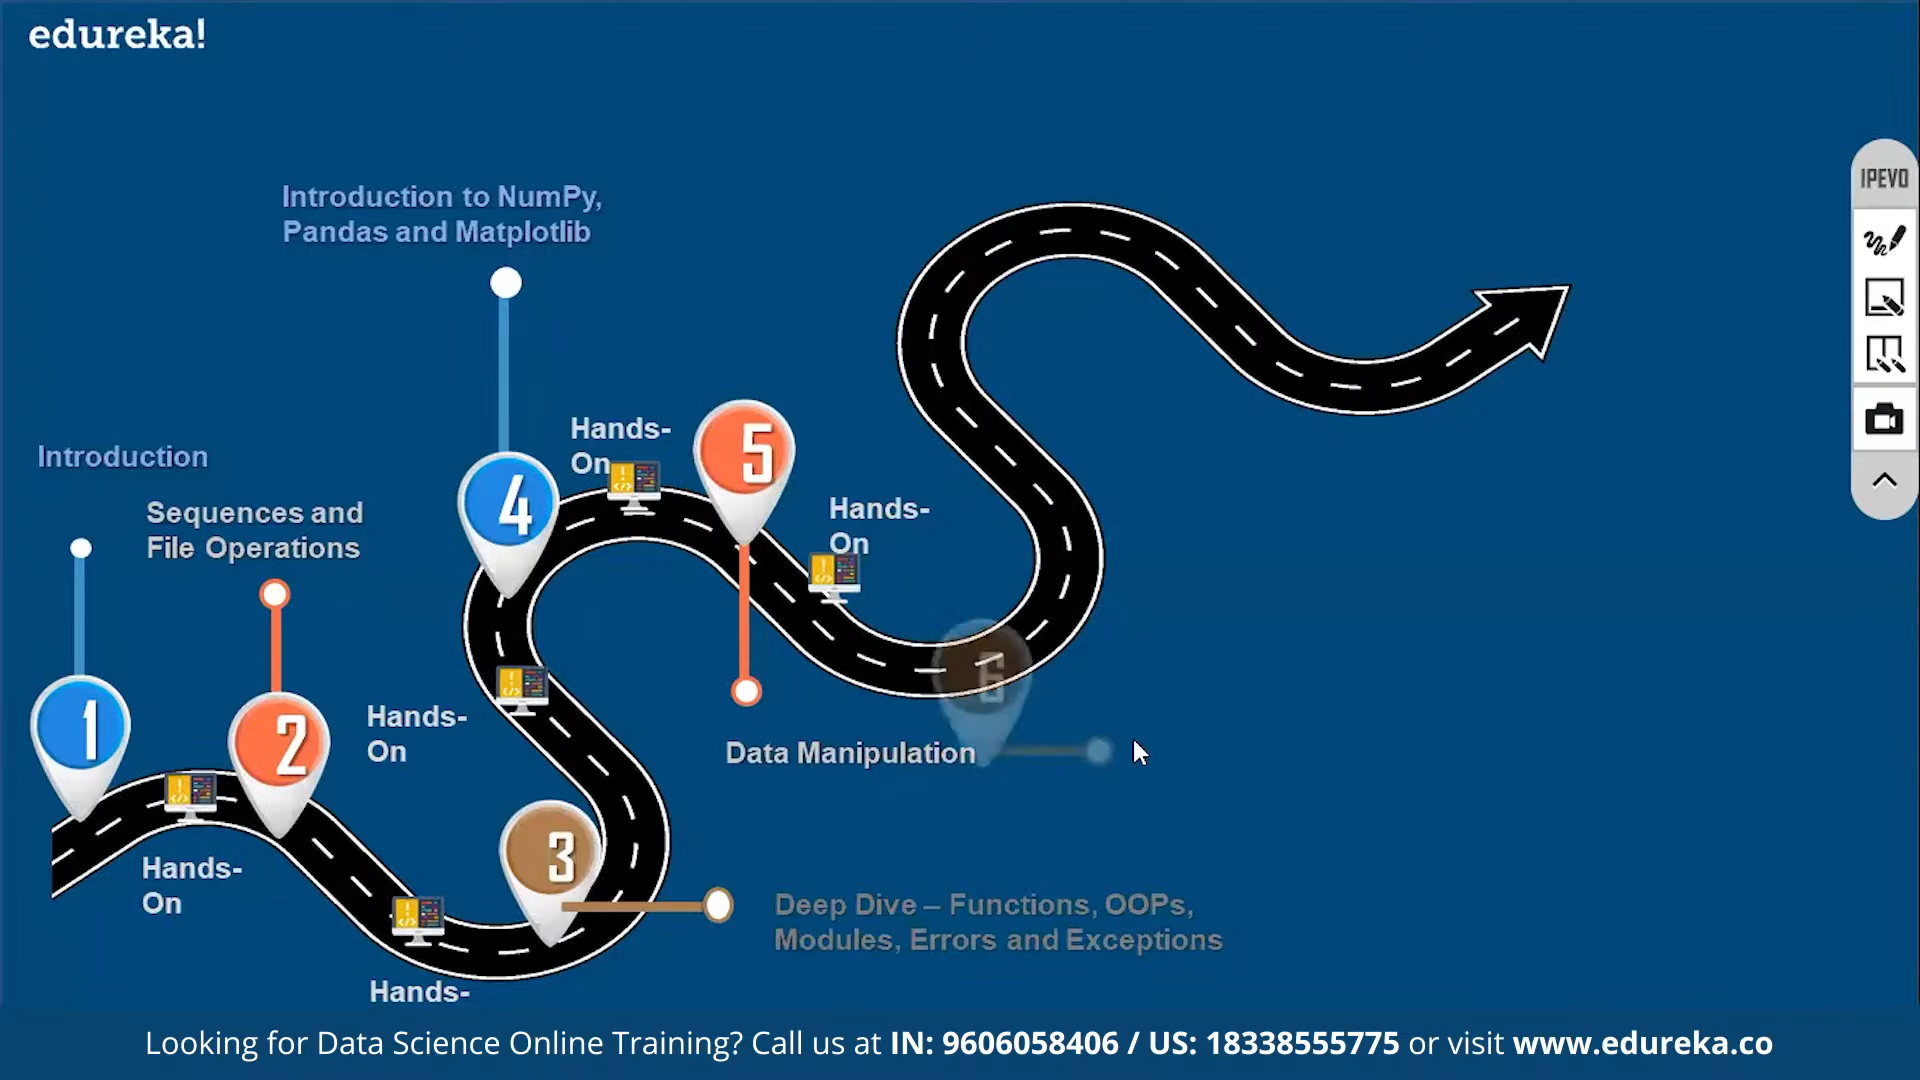 edureka!
IPEVO
Introduction to NumPy,
Pandas and Matplotlib
Introduction
Sequences and
File Operations
Hands-
On
5
4
Hands-
On
6
1
2
Hands-
On
Data Manipulation
3
Hands-
On
Deep Dive – Functions, OOPs,
Modules, Errors and Exceptions
Hands-
Looking for Data Science Online Training? Call us at IN: 9606058406 / US: 18338555775 or visit www.edureka.co